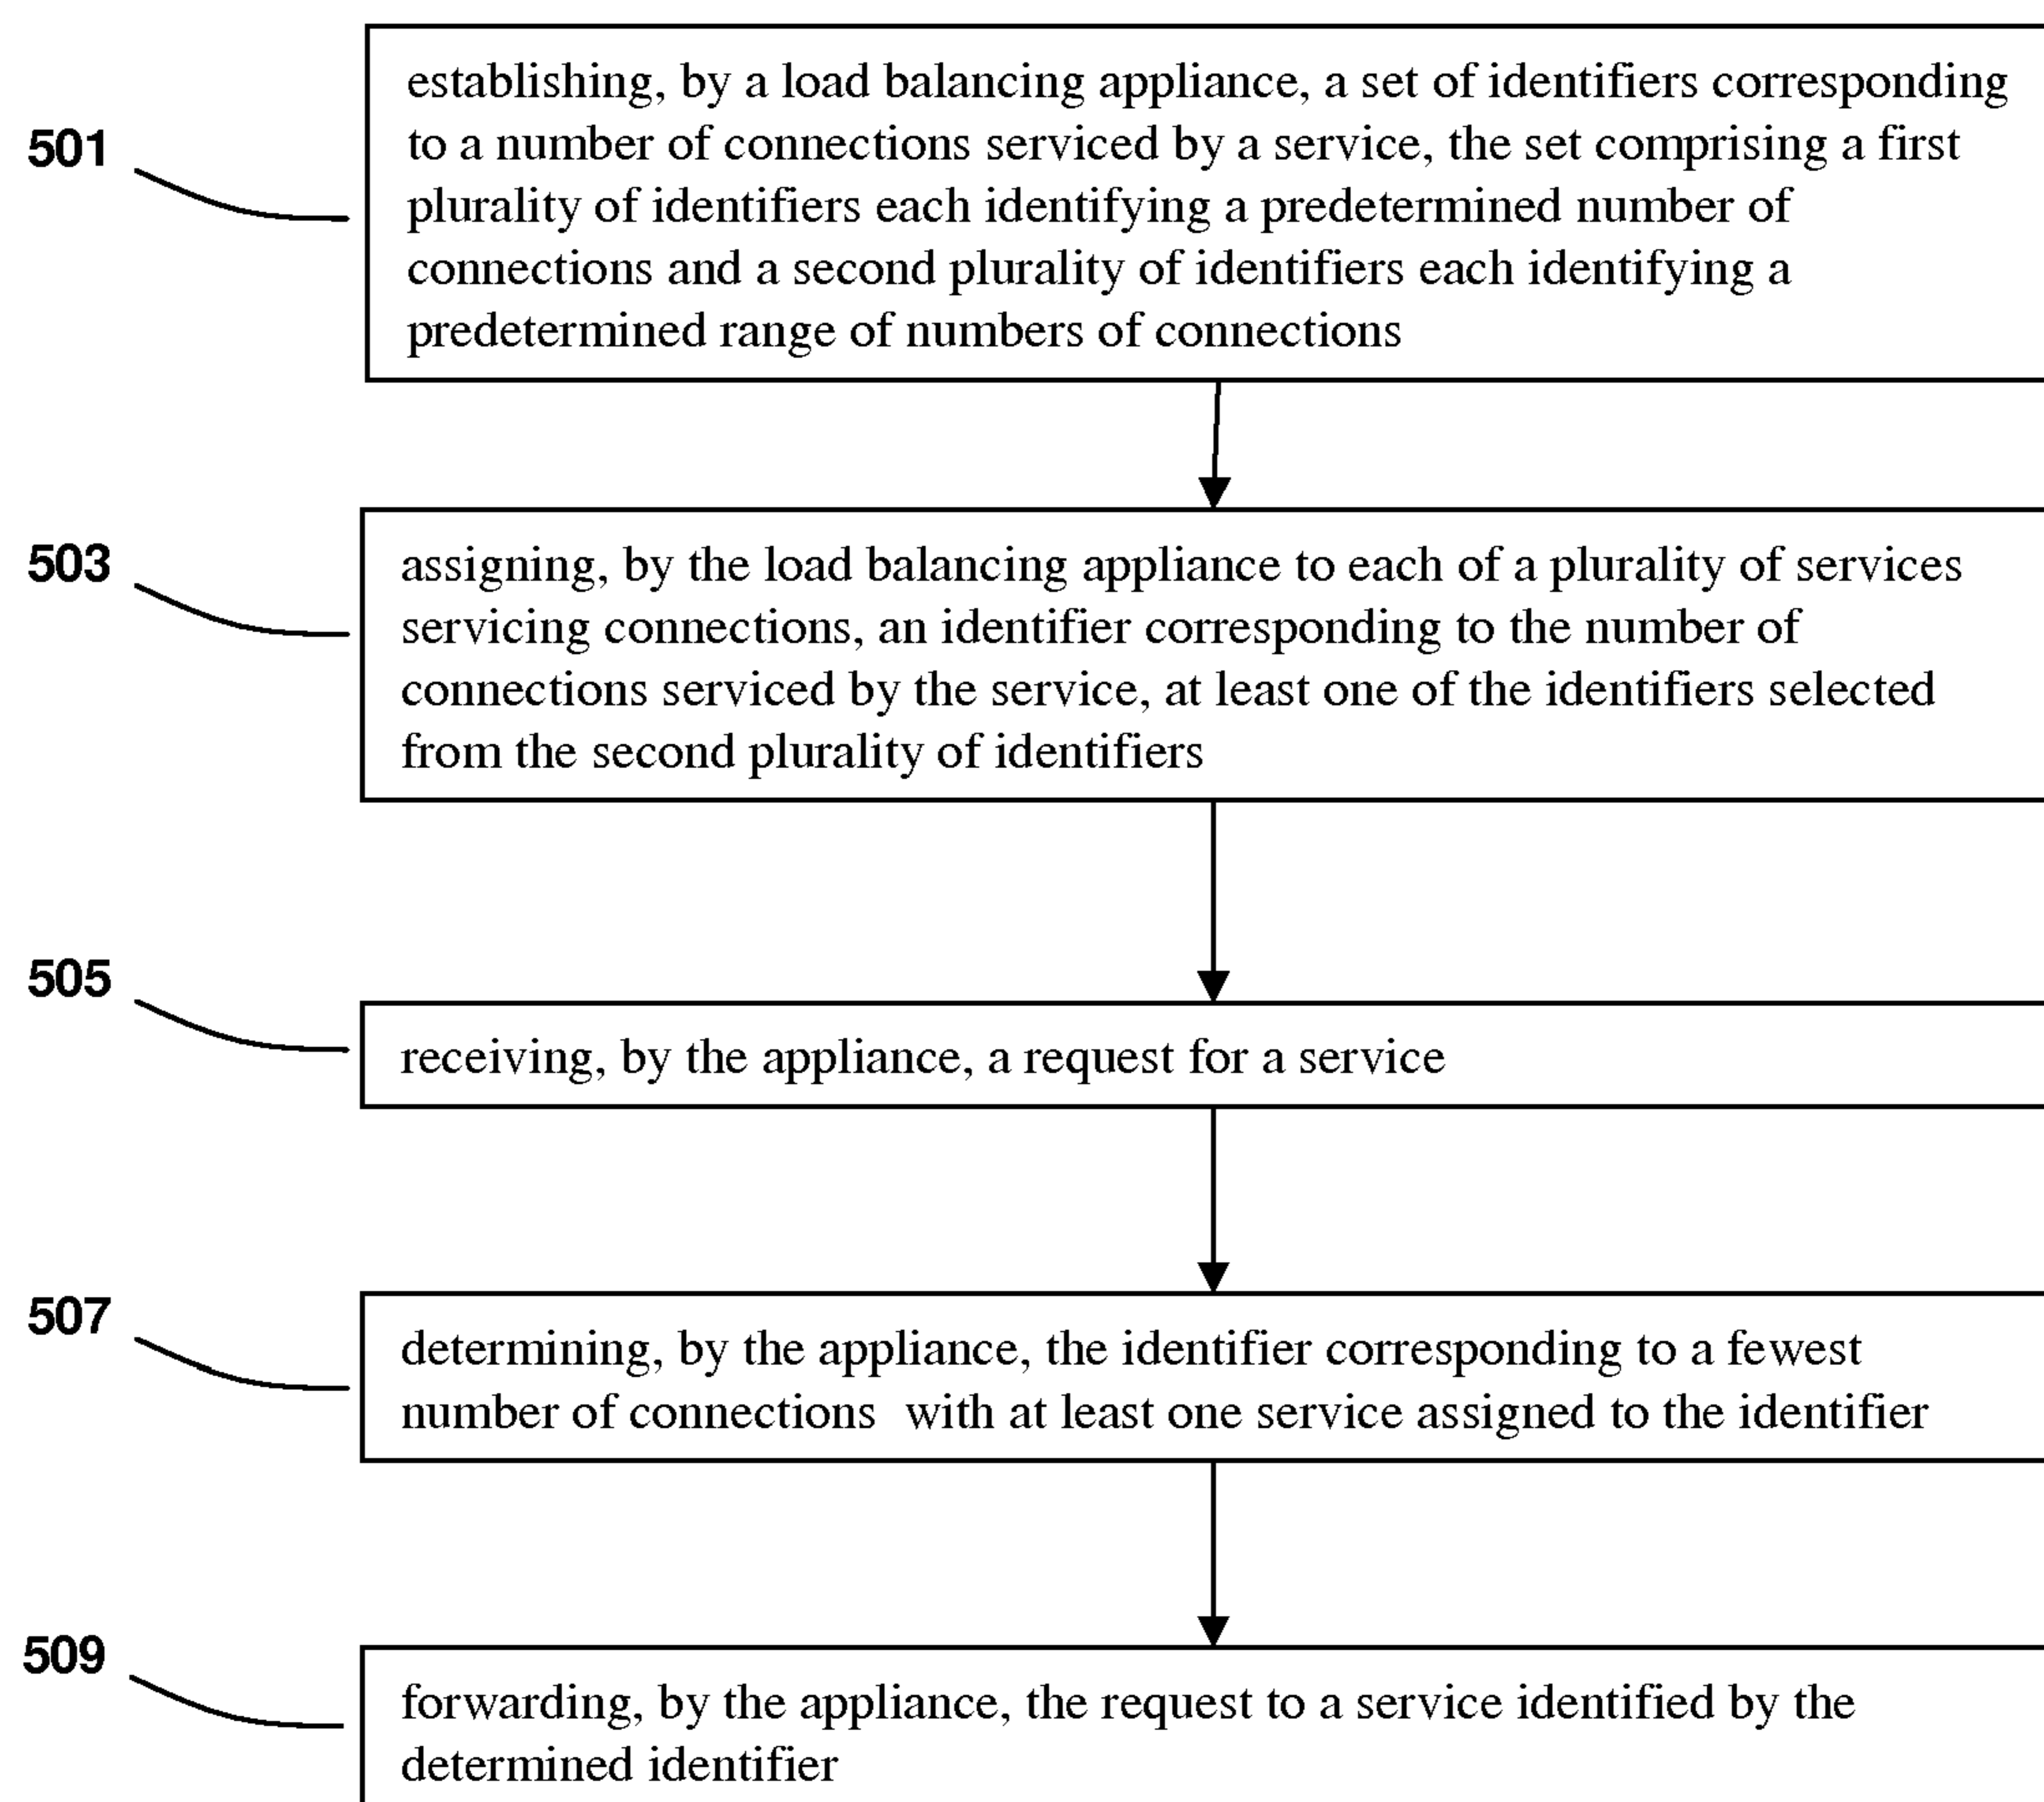 501
establishing, by a load balancing appliance, a set of identifiers corresponding
to a number of connections serviced by a service, the set comprising a first
plurality of identifiers each identifying a predetermined number of
connections and a second plurality of identifiers each identifying a
predetermined range of numbers of connections
503
assigning, by the load balancing appliance to each of a plurality of services
servicing connections, an identifier corresponding to the number of
connections serviced by the service, at least one of the identifiers selected
from the second plurality of identifiers
505
receiving, by the appliance, a request for a service
507
determining, by the appliance, the identifier corresponding to a fewest
number of connections  with at least one service assigned to the identifier
509
forwarding, by the appliance, the request to a service identified by the
determined identifier